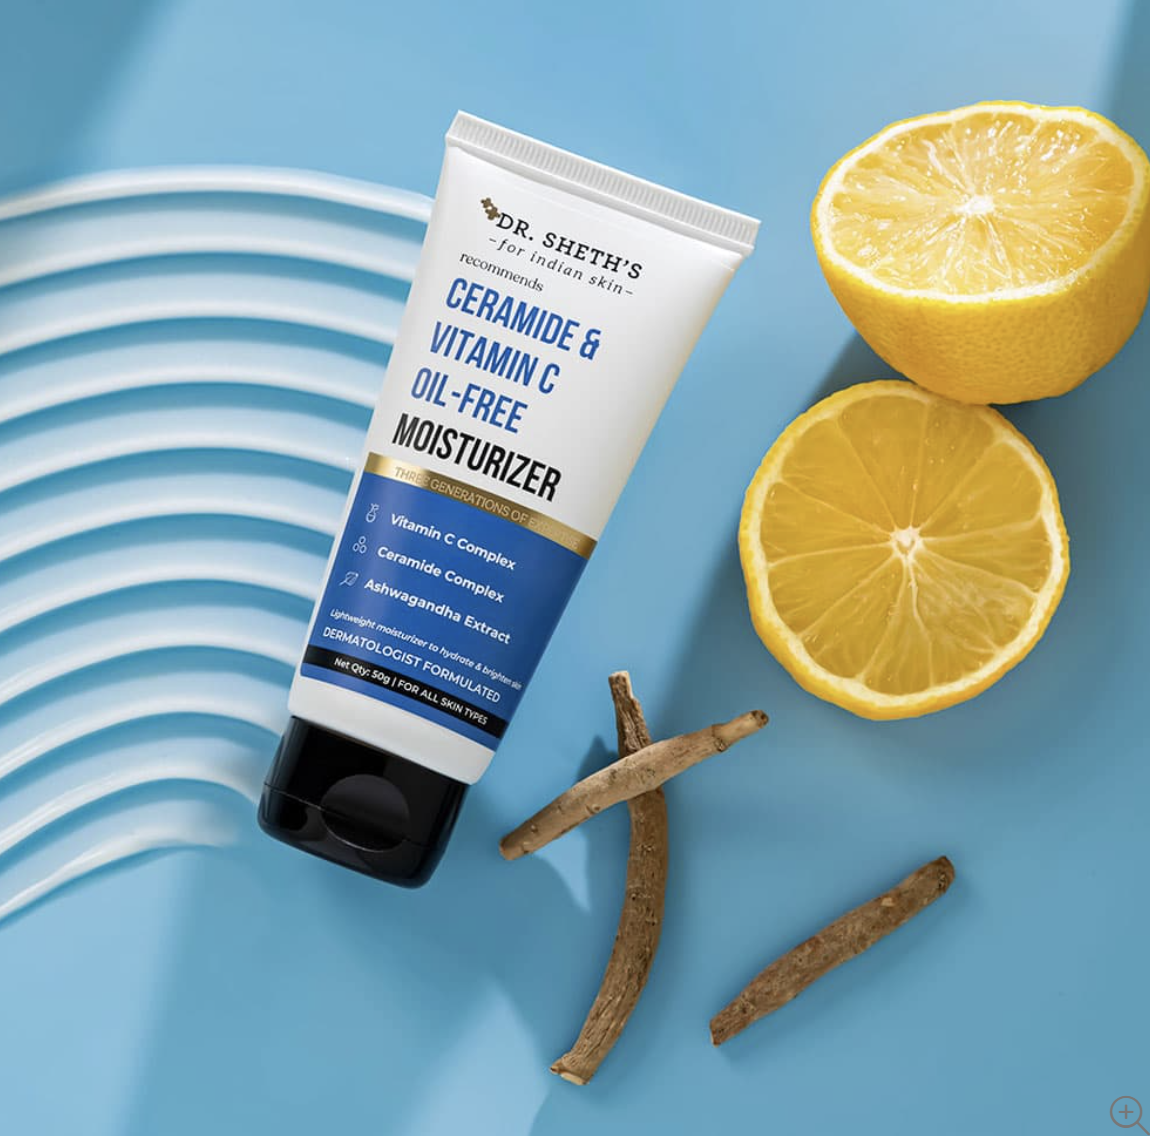 DR. SHETH'S
-for indian skin-
recommends
CERAMIDE &
VITAMIN C
OIL-FREE
MOISTURIZER
THREE GENERATIONS OF EXPERTISE
Vitamin C Complex
Ceramide Complex
Ashwagandha Extract
Lightweight moisturizer to hydrate & brighten skin
DERMATOLOGIST FORMULATED
Net Qty: 50g | FOR ALL SKIN TYPES